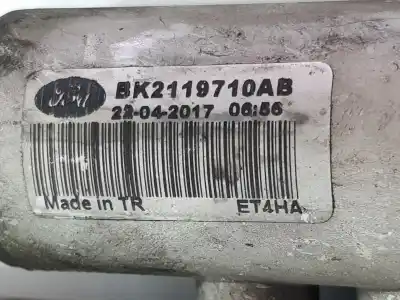 Ford
BK2119710AB
22-04-2017 06:56
Made in TR ET4HA